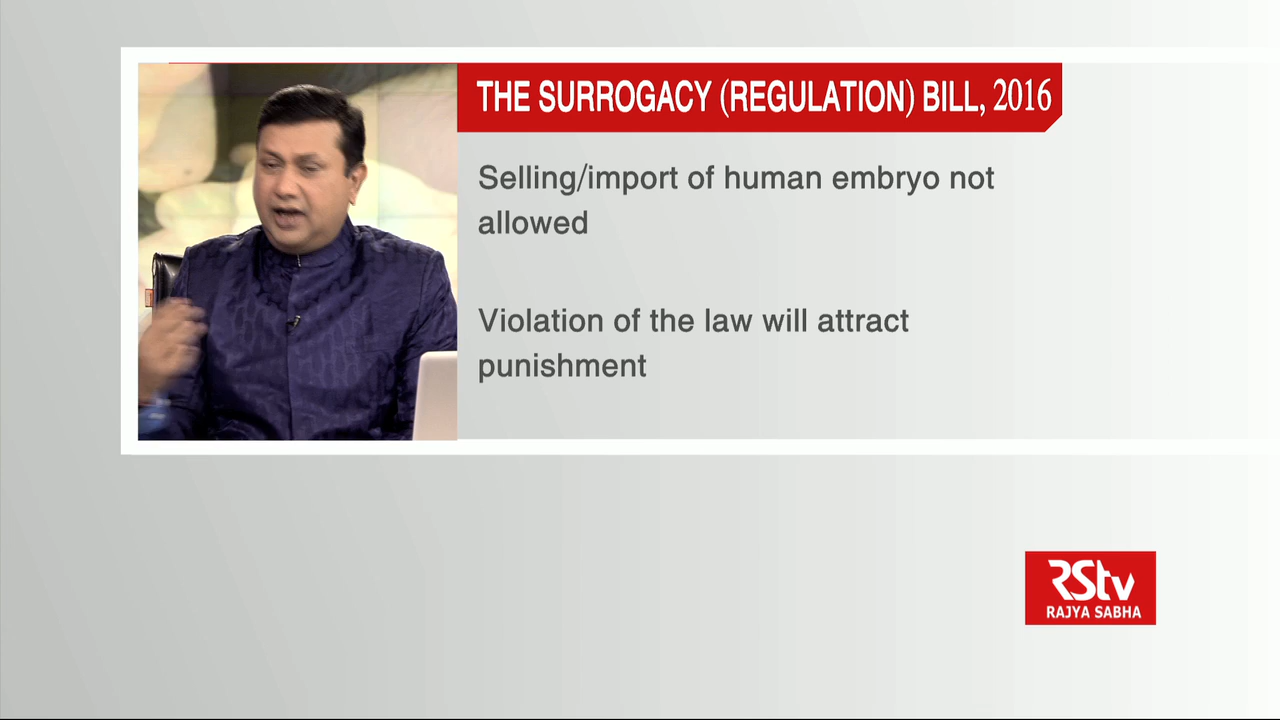 THE SURROGACY (REGULATION) BILL, 2016
Selling/import of human embryo not
allowed
Violation of the law will attract
punishment
RStv
RAJYA SABHA